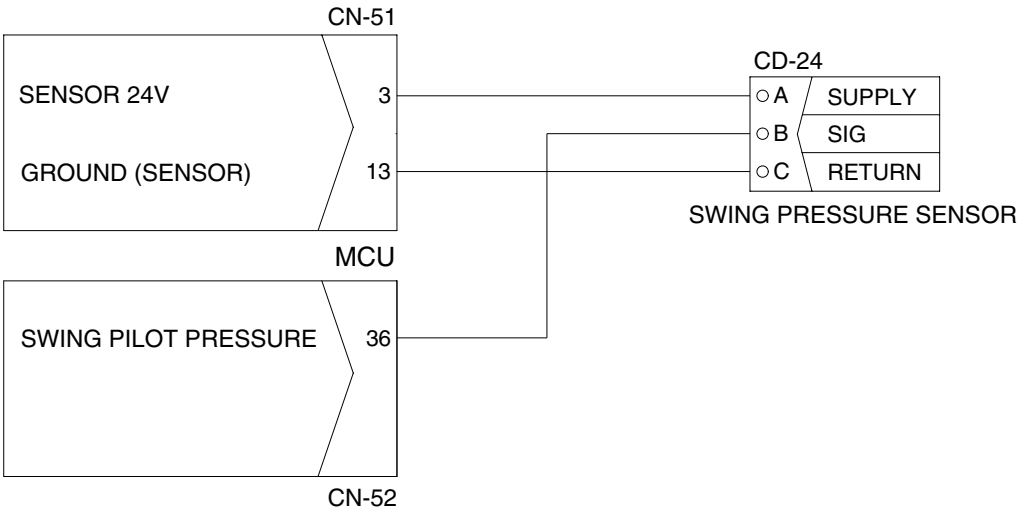 CN-51
SENSOR 24V 3
GROUND (SENSOR) 13
MCU
SWING PILOT PRESSURE 36
CN-52
CD-24
A SUPPLY
B SIG
C RETURN
SWING PRESSURE SENSOR